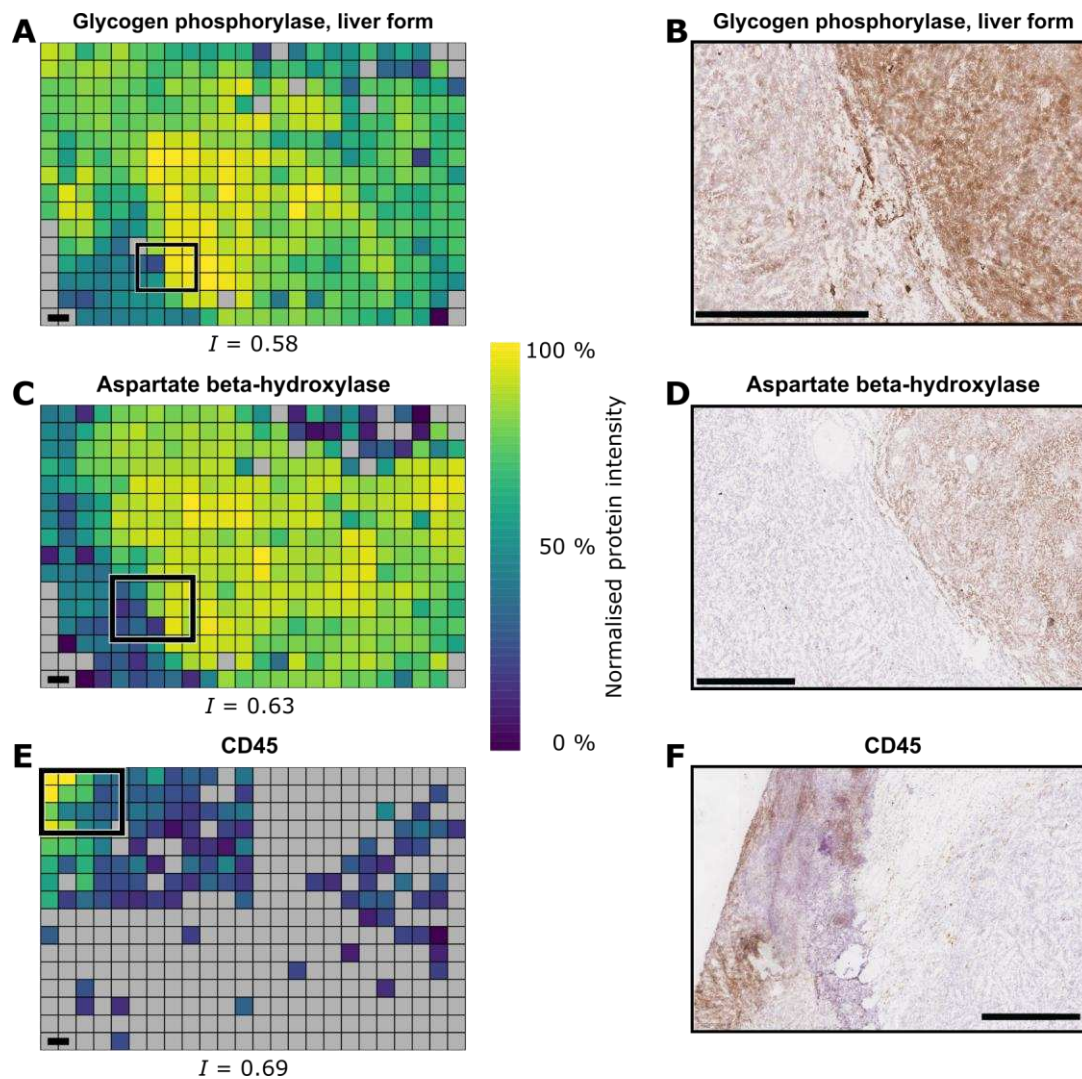 A
Glycogen phosphorylase, liver form
I = 0.58
B
Glycogen phosphorylase, liver form
C
Aspartate beta-hydroxylase
I = 0.63
100 %
50 %
0 %
Normalised protein intensity
D
Aspartate beta-hydroxylase
E
CD45
I = 0.69
F
CD45